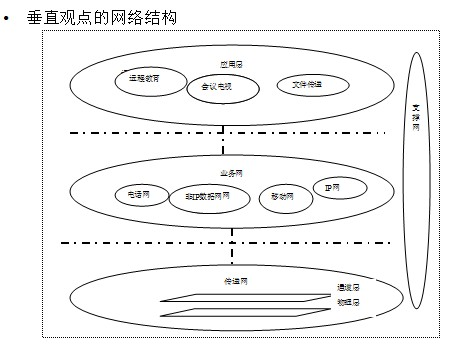 • 垂直观点的网络结构
应用层
远程教育
会议电视
文件传送
支撑网
业务网
电话网
非IP数据网网
移动网
IP网
传送网
通道层
物理层